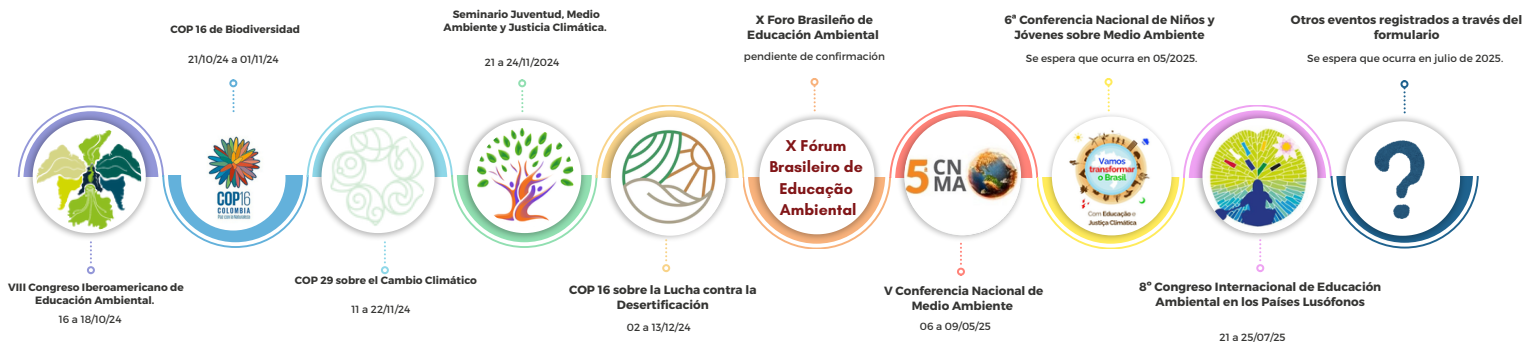 VIII Congreso Iberoamericano de
Educación Ambiental.
16 a 18/10/24
COP 16 de Biodiversidad
21/10/24 a 01/11/24
COP16
COLOMBIA
COP 29 sobre el Cambio Climático
11 a 22/11/24
Seminario Juventud, Medio
Ambiente y Justicia Climática.
21 a 24/11/2024
COP 16 sobre la Lucha contra la
Desertificación
02 a 13/12/24
X Foro Brasileño de
Educación Ambiental
pendiente de confirmación
X Fórum
Brasileiro de
Educação
Ambiental
5ª CN
MA
V Conferencia Nacional de
Medio Ambiente
06 a 09/05/25
6ª Conferencia Nacional de Niños y
Jóvenes sobre Medio Ambiente
Se espera que ocurra en 05/2025.
Vamos
transformar
o Brasil
Com Educação e
Justiça Climática
8º Congreso Internacional de Educación
Ambiental en los Países Lusófonos
21 a 25/07/25
Otros eventos registrados a través del
formulario
Se espera que ocurra en julio de 2025.
?